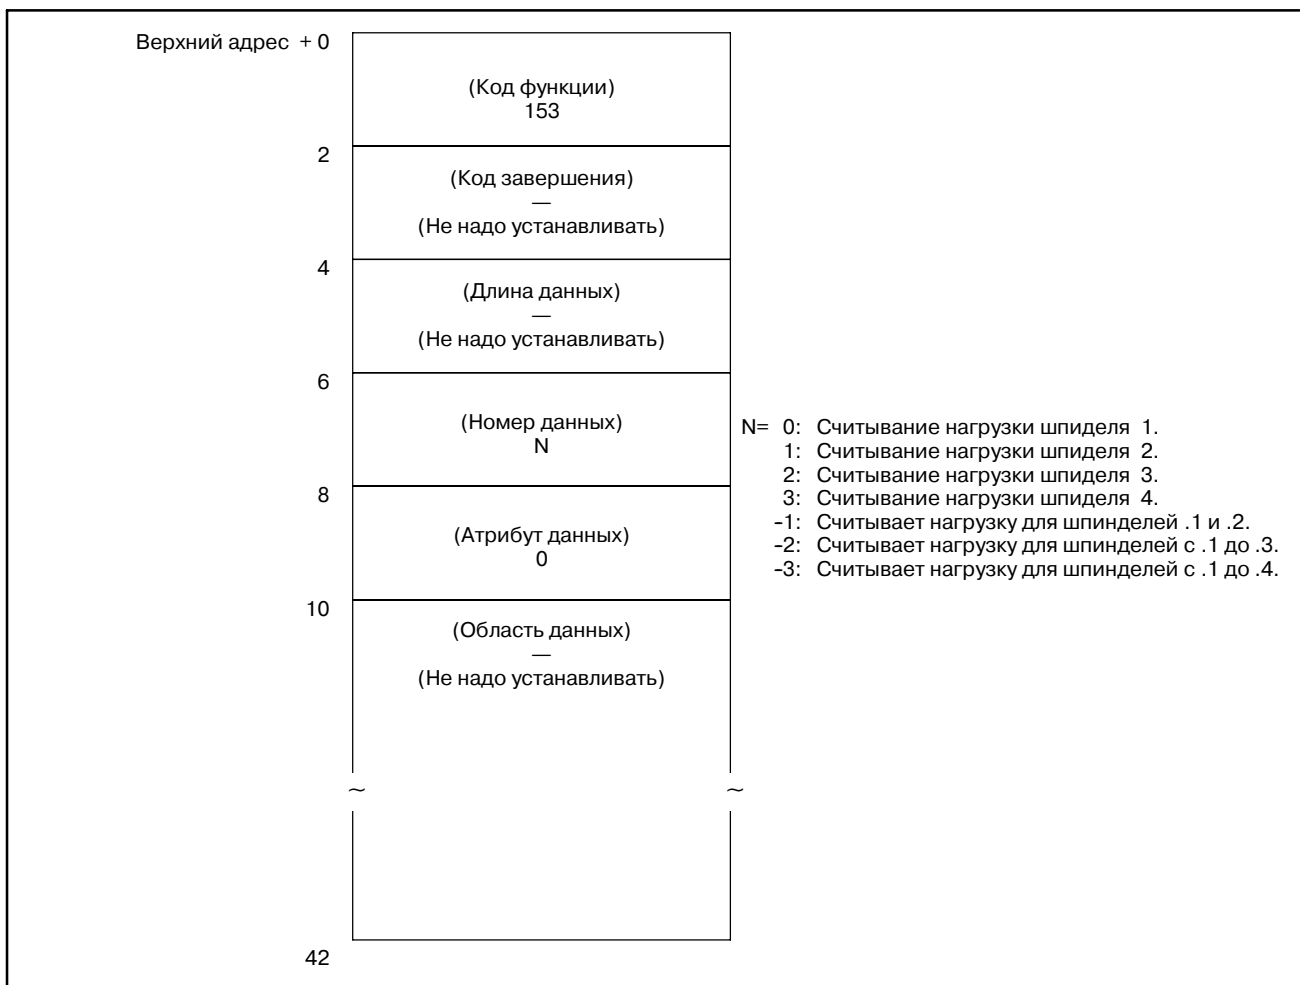 Верхний адрес + 0
(Код функции)
153
2
(Код завершения)
—
(Не надо устанавливать)
4
(Длина данных)
—
(Не надо устанавливать)
6
(Номер данных)
N
N= 0: Считывание нагрузки шпиделя 1.
1: Считывание нагрузки шпиделя 2.
2: Считывание нагрузки шпиделя 3.
3: Считывание нагрузки шпиделя 4.
-1: Считывает нагрузку для шпинделей .1 и .2.
-2: Считывает нагрузку для шпинделей с .1 до .3.
-3: Считывает нагрузку для шпинделей с .1 до .4.
8
(Атрибут данных)
0
10
(Область данных)
—
(Не надо устанавливать)
~ ~
42